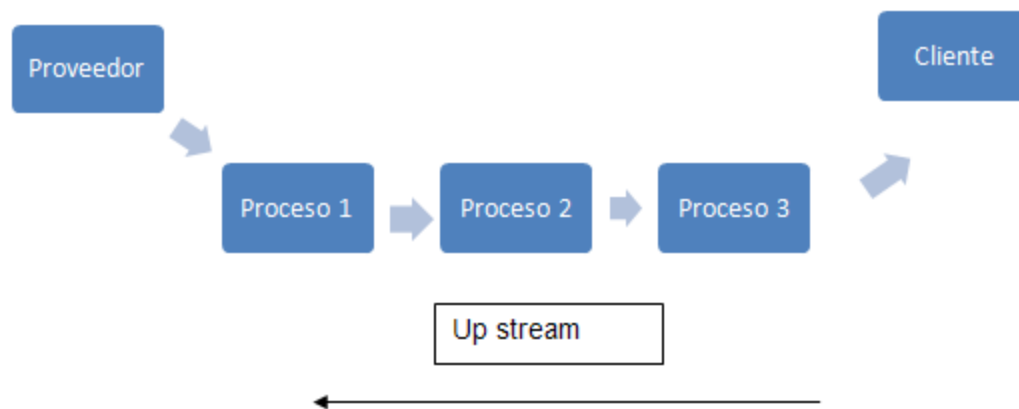 Proveedor
Cliente
Proceso 1
Proceso 2
Proceso 3
Up stream